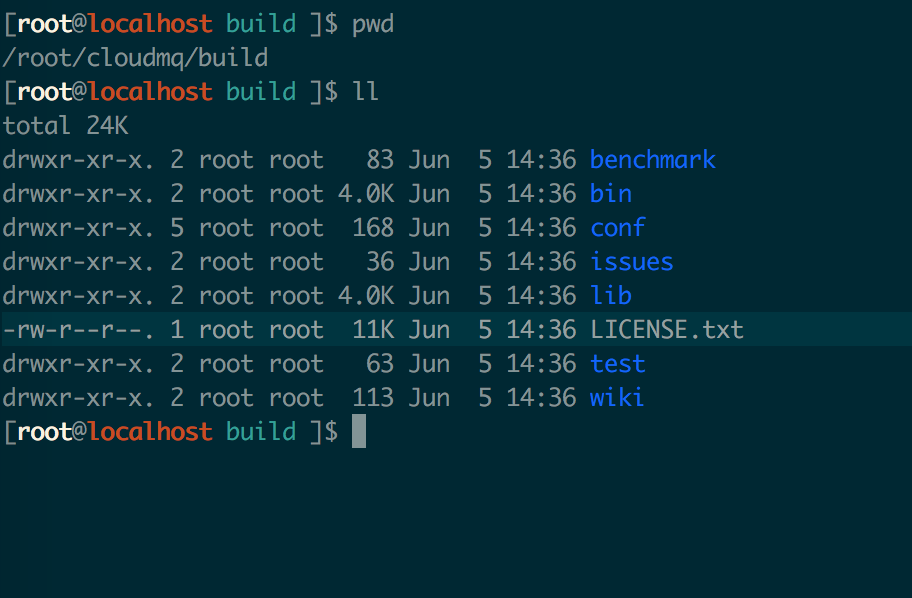 [root@localhost build ]$ pwd
/root/cloudmq/build
[root@localhost build ]$ ll
total 24K
drwxr-xr-x. 2 root root   83 Jun  5 14:36 benchmark
drwxr-xr-x. 2 root root 4.0K Jun  5 14:36 bin
drwxr-xr-x. 5 root root  168 Jun  5 14:36 conf
drwxr-xr-x. 2 root root   36 Jun  5 14:36 issues
drwxr-xr-x. 2 root root 4.0K Jun  5 14:36 lib
-rw-r--r--. 1 root root  11K Jun  5 14:36 LICENSE.txt
drwxr-xr-x. 2 root root   63 Jun  5 14:36 test
drwxr-xr-x. 2 root root  113 Jun  5 14:36 wiki
[root@localhost build ]$